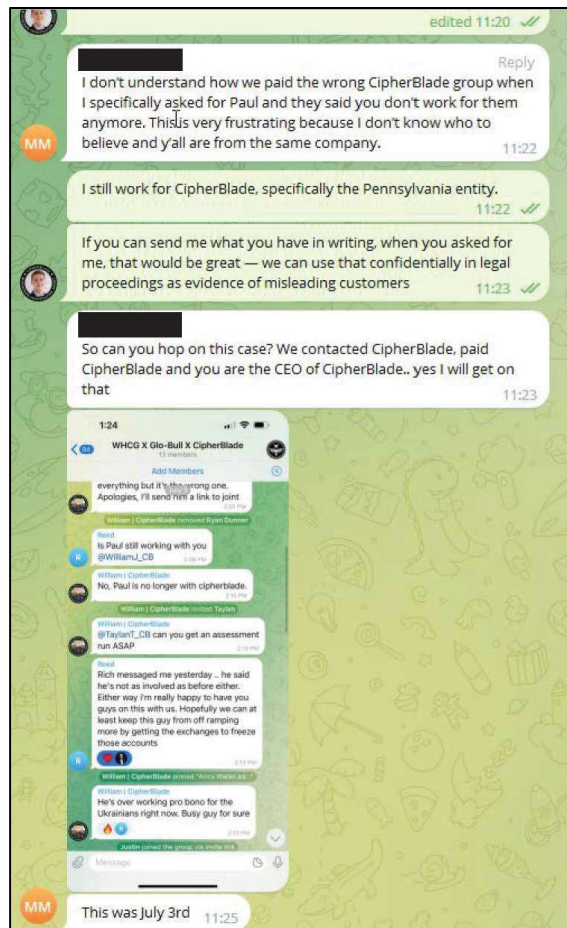 edited 11:20
Reply
I don't understand how we paid the wrong CipherBlade group when
I specifically asked for Paul and they said you don't work for them
anymore. This is very frustrating because I don't know who to
believe and y'all are from the same company.
11:22
MM
I still work for CipherBlade, specifically the Pennsylvania entity.
11:22
If you can send me what you have in writing, when you asked for
me, that would be great — we can use that confidentially in legal
proceedings as evidence of misleading customers
11:23
So can you hop on this case? We contacted CipherBlade, paid
CipherBlade and you are the CEO of CipherBlade.. yes I will get on
that
11:23
1:24
WHCG X Glo-Bull X CipherBlade
Add Members
everything but it's the wrong one.
Apologies, I'll send him a link to joint
William | CipherBlade removed Ryan Dunner
Reed
Is Paul still working with you
@WilliamJ_CB
R
William | CipherBlade
No, Paul is no longer with cipherblade.
William | CipherBlade invited Taylan
William | CipherBlade
@TaylanT_CB can you get an assessment
run ASAP
Reed
Rich messaged me yesterday .. he said
he's not as involved as before either.
Either way i'm really happy to have you
guys on this with us. Hopefully we can at
least keep this guy from off ramping
more by getting the exchanges to freeze
those accounts
2:15 PM
R
William | CipherBlade
He's over working pro bono for the
Ukrainians right now. Busy guy for sure
2:15 PM
Justin joined the group via invite link
Message
MM
This was July 3rd
11:25